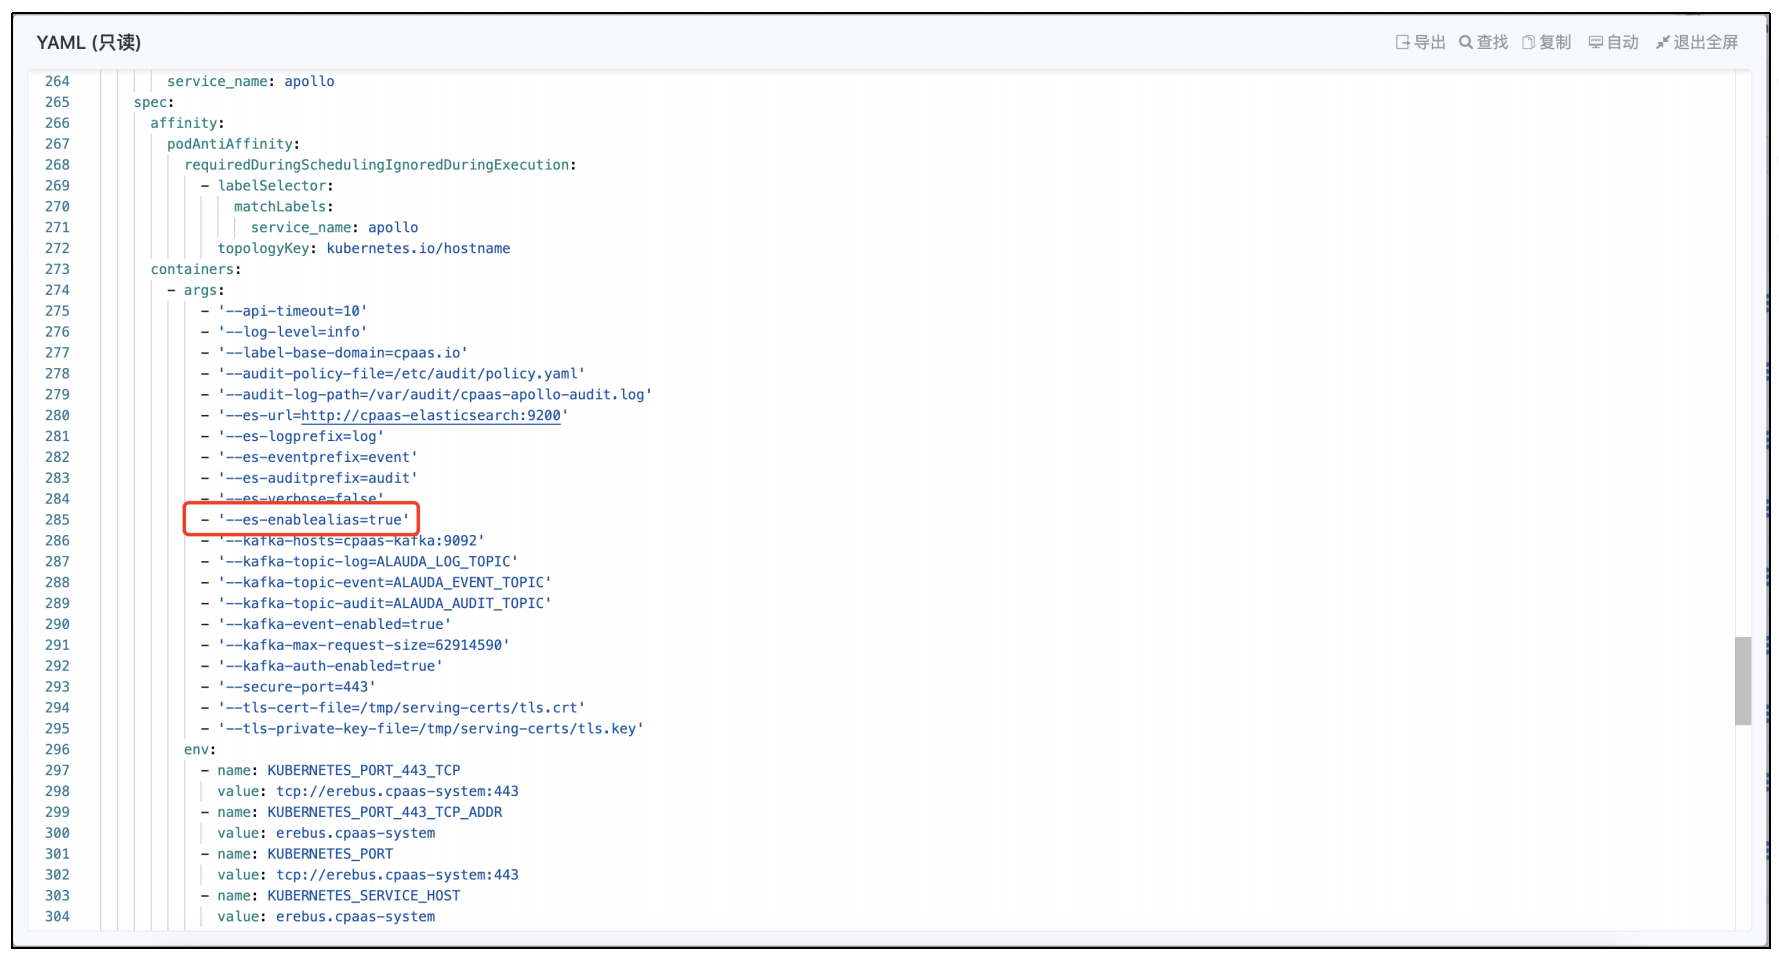 YAML (只读)
导出 查找 复制 自动 退出全屏
264 service_name: apollo
265 spec:
266 affinity:
267 podAntiAffinity:
268 requiredDuringSchedulingIgnoredDuringExecution:
269 - labelSelector:
270 matchLabels:
271 service_name: apollo
272 topologyKey: kubernetes.io/hostname
273 containers:
274 - args:
275 - '--api-timeout=10'
276 - '--log-level=info'
277 - '--label-base-domain=cpaas.io'
278 - '--audit-policy-file=/etc/audit/policy.yaml'
279 - '--audit-log-path=/var/audit/cpaas-apollo-audit.log'
280 - '--es-url=http://cpaas-elasticsearch:9200'
281 - '--es-logprefix=log'
282 - '--es-eventprefix=event'
283 - '--es-auditprefix=audit'
284 - '--es-verbose=false'
285 - '--es-enablealias=true'
286 - '--kafka-hosts=cpaas-kafka:9092'
287 - '--kafka-topic-log=ALAUDA_LOG_TOPIC'
288 - '--kafka-topic-event=ALAUDA_EVENT_TOPIC'
289 - '--kafka-topic-audit=ALAUDA_AUDIT_TOPIC'
290 - '--kafka-event-enabled=true'
291 - '--kafka-max-request-size=62914590'
292 - '--kafka-auth-enabled=true'
293 - '--secure-port=443'
294 - '--tls-cert-file=/tmp/serving-certs/tls.crt'
295 - '--tls-private-key-file=/tmp/serving-certs/tls.key'
296 env:
297 - name: KUBERNETES_PORT_443_TCP
298 value: tcp://erebus.cpaas-system:443
299 - name: KUBERNETES_PORT_443_TCP_ADDR
300 value: erebus.cpaas-system
301 - name: KUBERNETES_PORT
302 value: tcp://erebus.cpaas-system:443
303 - name: KUBERNETES_SERVICE_HOST
304 value: erebus.cpaas-system